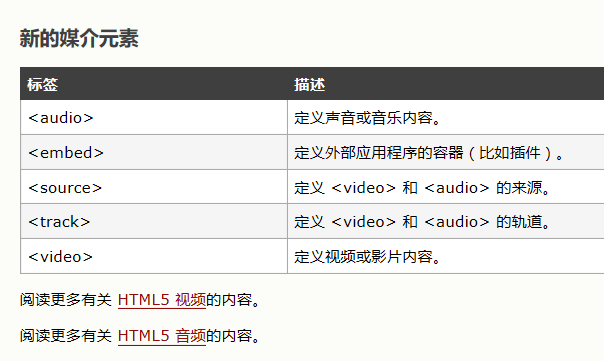 新的媒介元素
标签 描述
<audio> 定义声音或音乐内容。
<embed> 定义外部应用程序的容器（比如插件）。
<source> 定义 <video> 和 <audio> 的来源。
<track> 定义 <video> 和 <audio> 的轨道。
<video> 定义视频或影片内容。
阅读更多有关 HTML5 视频的内容。
阅读更多有关 HTML5 音频的内容。